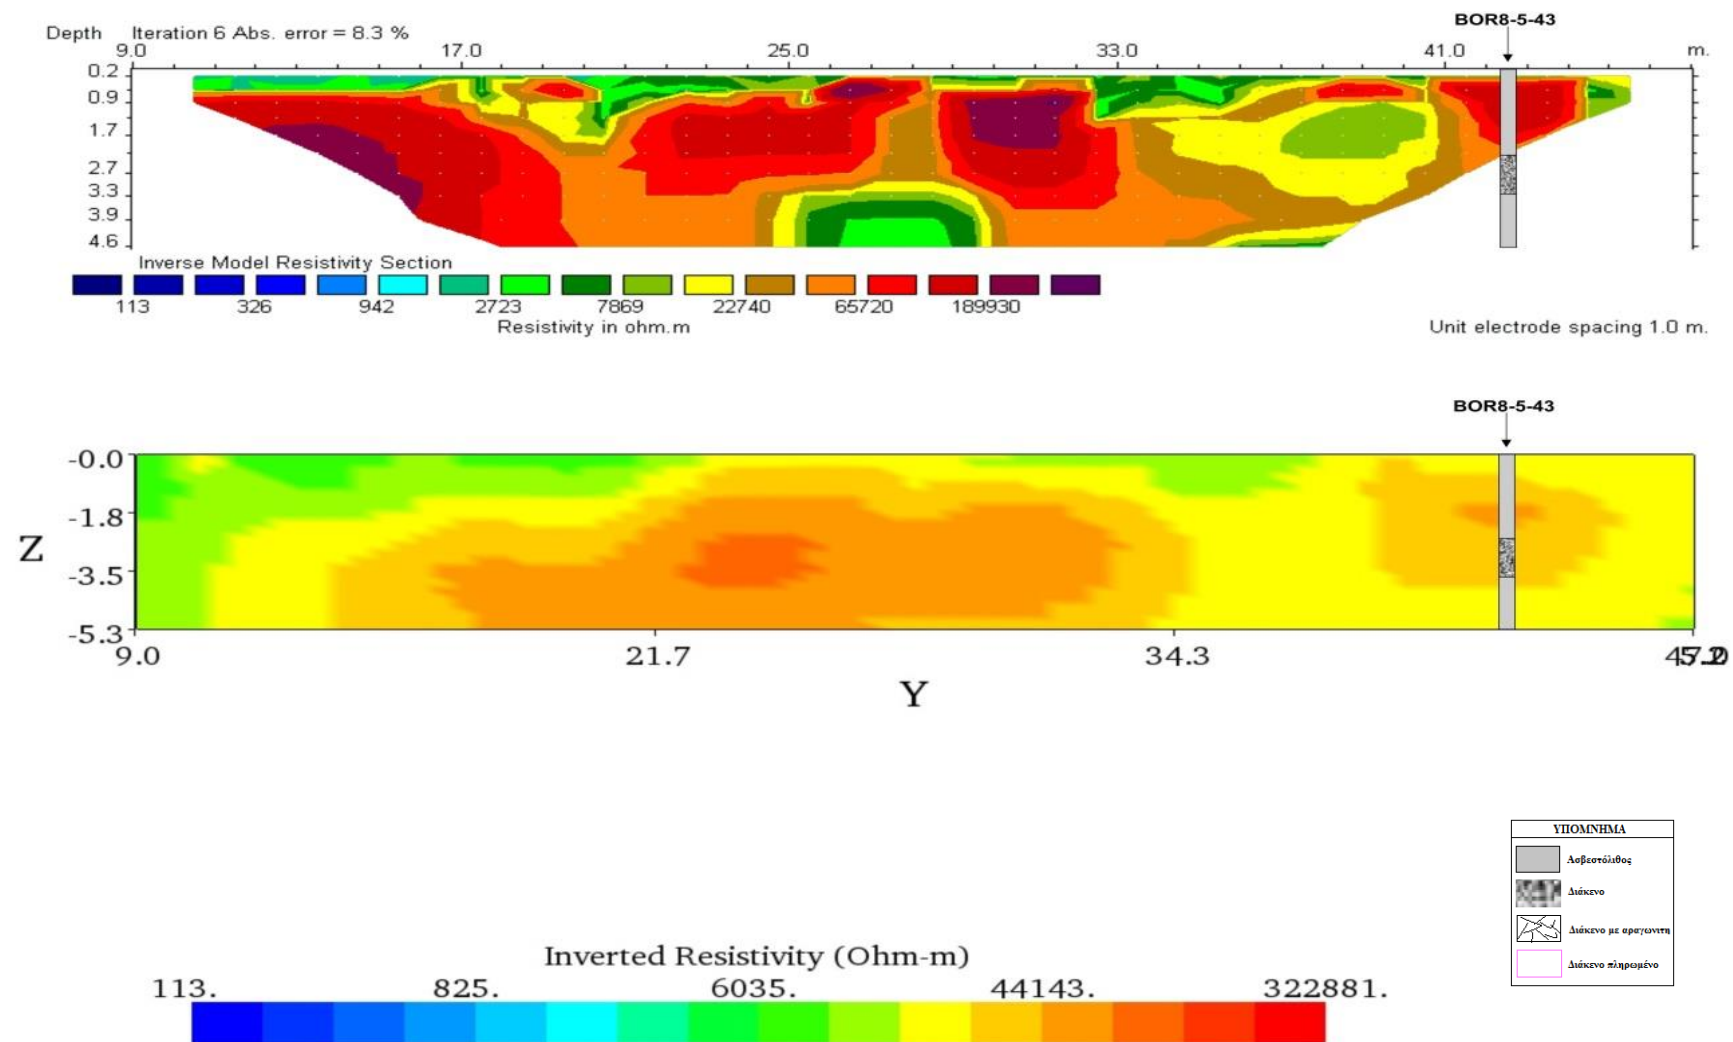 BOR8-5-43
Depth Iteration 6 Abs. error = 8.3 %
9.0 17.0 25.0 33.0 41.0 m.
0.2
0.9
1.7
2.7
3.3
3.9
4.6
Inverse Model Resistivity Section
113 326 942 2723 7869 22740 65720 189930
Resistivity in ohm.m
Unit electrode spacing 1.0 m.
BOR8-5-43
-0.0
-1.8
Z
-3.5
-5.3
9.0 21.7 34.3
Y
ΥΠΟΜΝΗΜΑ
Ασβεστόλιθος
Διάκενο
Διάκενο με αραγωνιτη
Διάκενο πληρωμένο
Inverted Resistivity (Ohm-m)
113. 825. 6035. 44143. 322881.